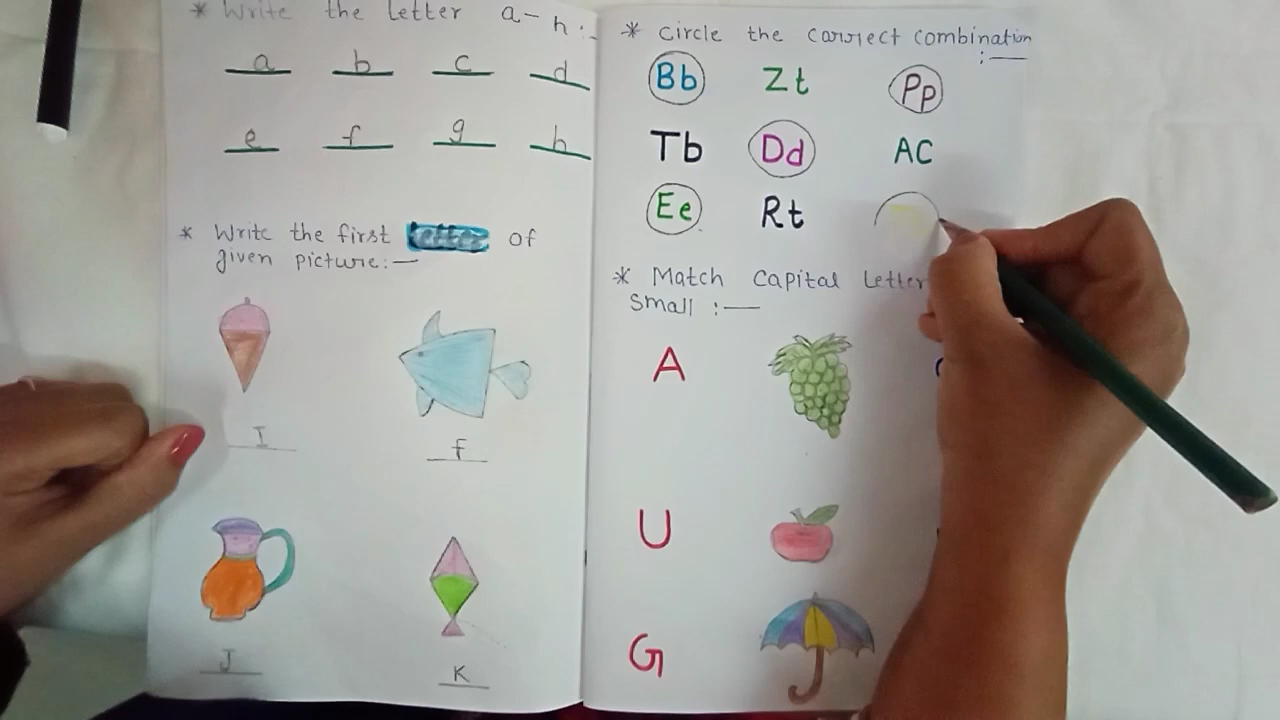 * Write the letter a-h:-
a b c d
e f g h
* Write the first letter of
given picture:—
I f
J K
* Circle the correct combination
:—
Bb Zt Pp
Tb Dd AC
Ee Rt
* Match Capital Letter
Small :—
A
U
G